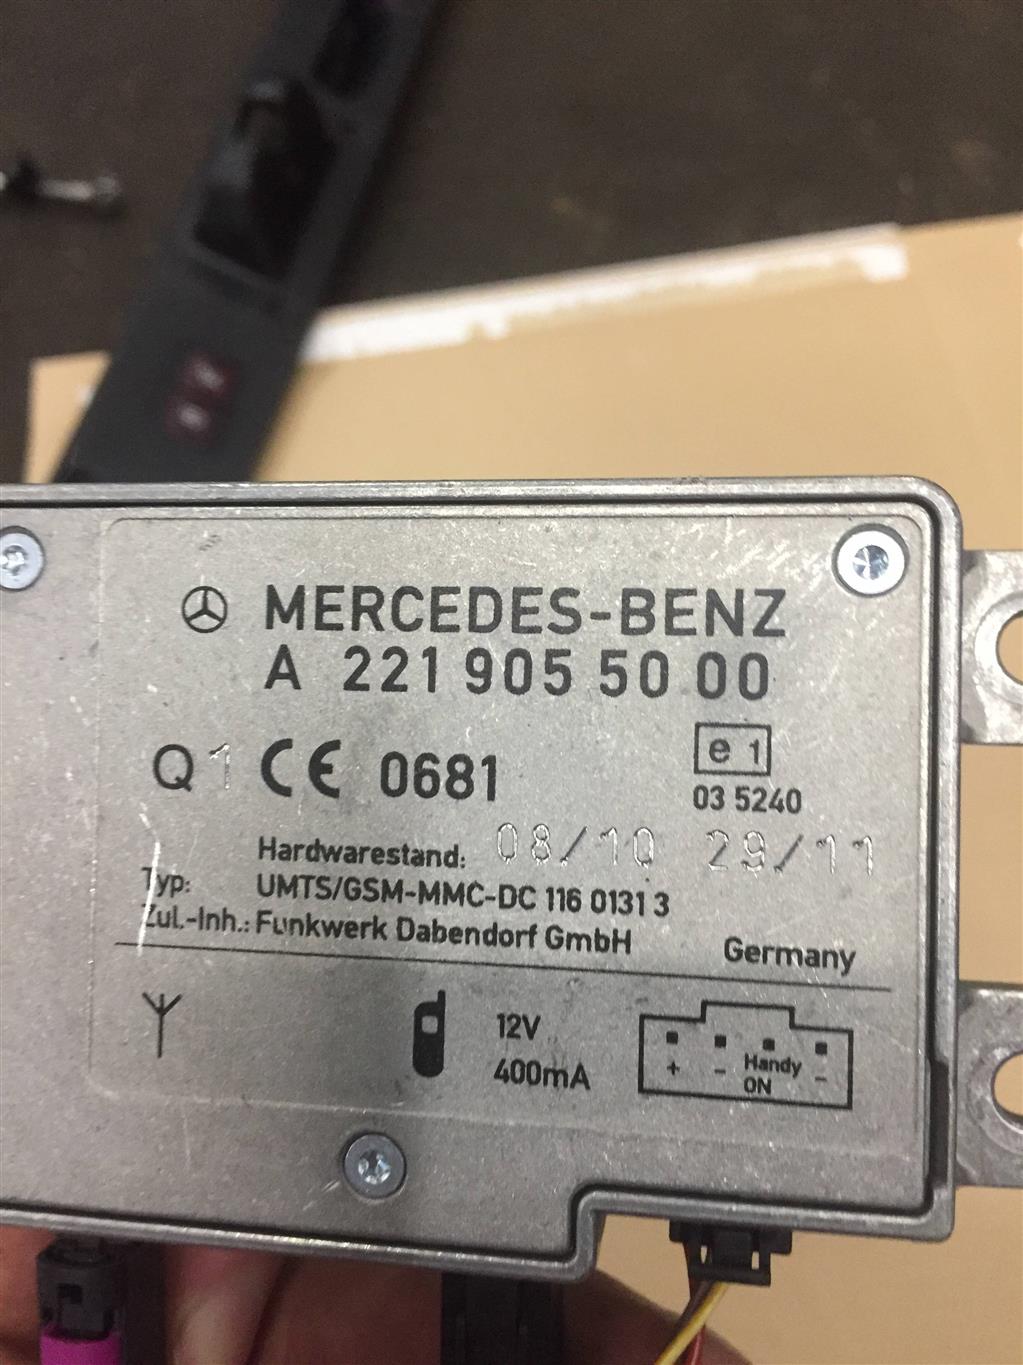 MERCEDES-BENZ
A 221 905 50 00
Q1 CE 0681
e 1
03 5240
Hardwarestand: 08/10 29/11
Typ: UMTS/GSM-MMC-DC 116 0131 3
Zul.-Inh.: Funkwerk Dabendorf GmbH
Germany
12V
400mA
+ - Handy -
ON